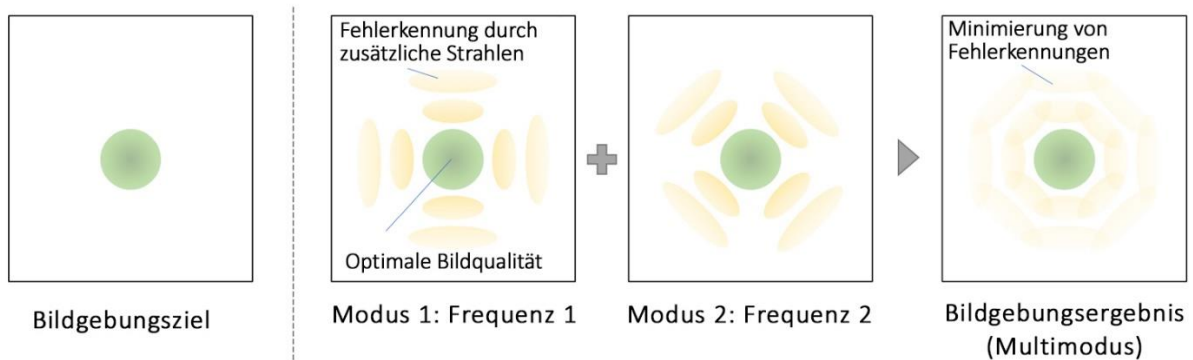 Fehlerkennung durch
zusätzliche Strahlen
Optimale Bildqualität
Minimierung von
Fehlerkennungen
Bildgebungsziel
Modus 1: Frequenz 1
Modus 2: Frequenz 2
Bildgebungsergebnis
(Multimodus)